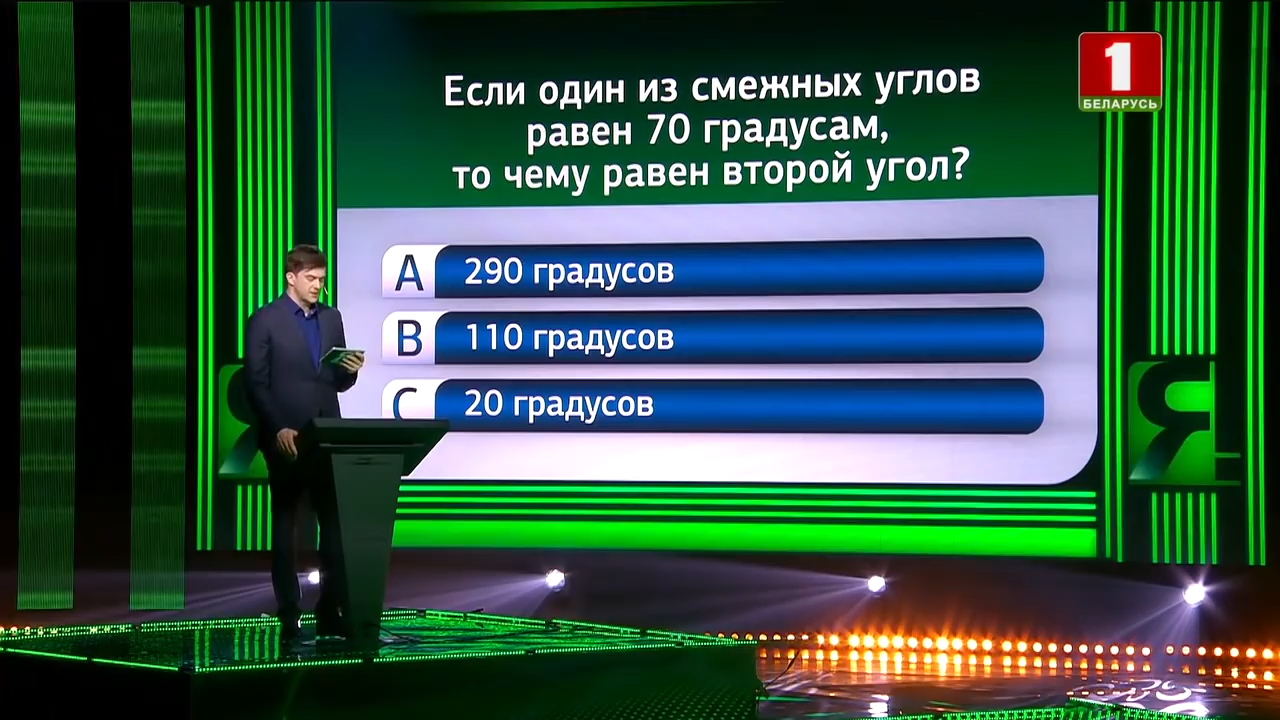 1
БЕЛАРУСЬ
Если один из смежных углов
равен 70 градусам,
то чему равен второй угол?
A 290 градусов
B 110 градусов
C 20 градусов
Я
Я